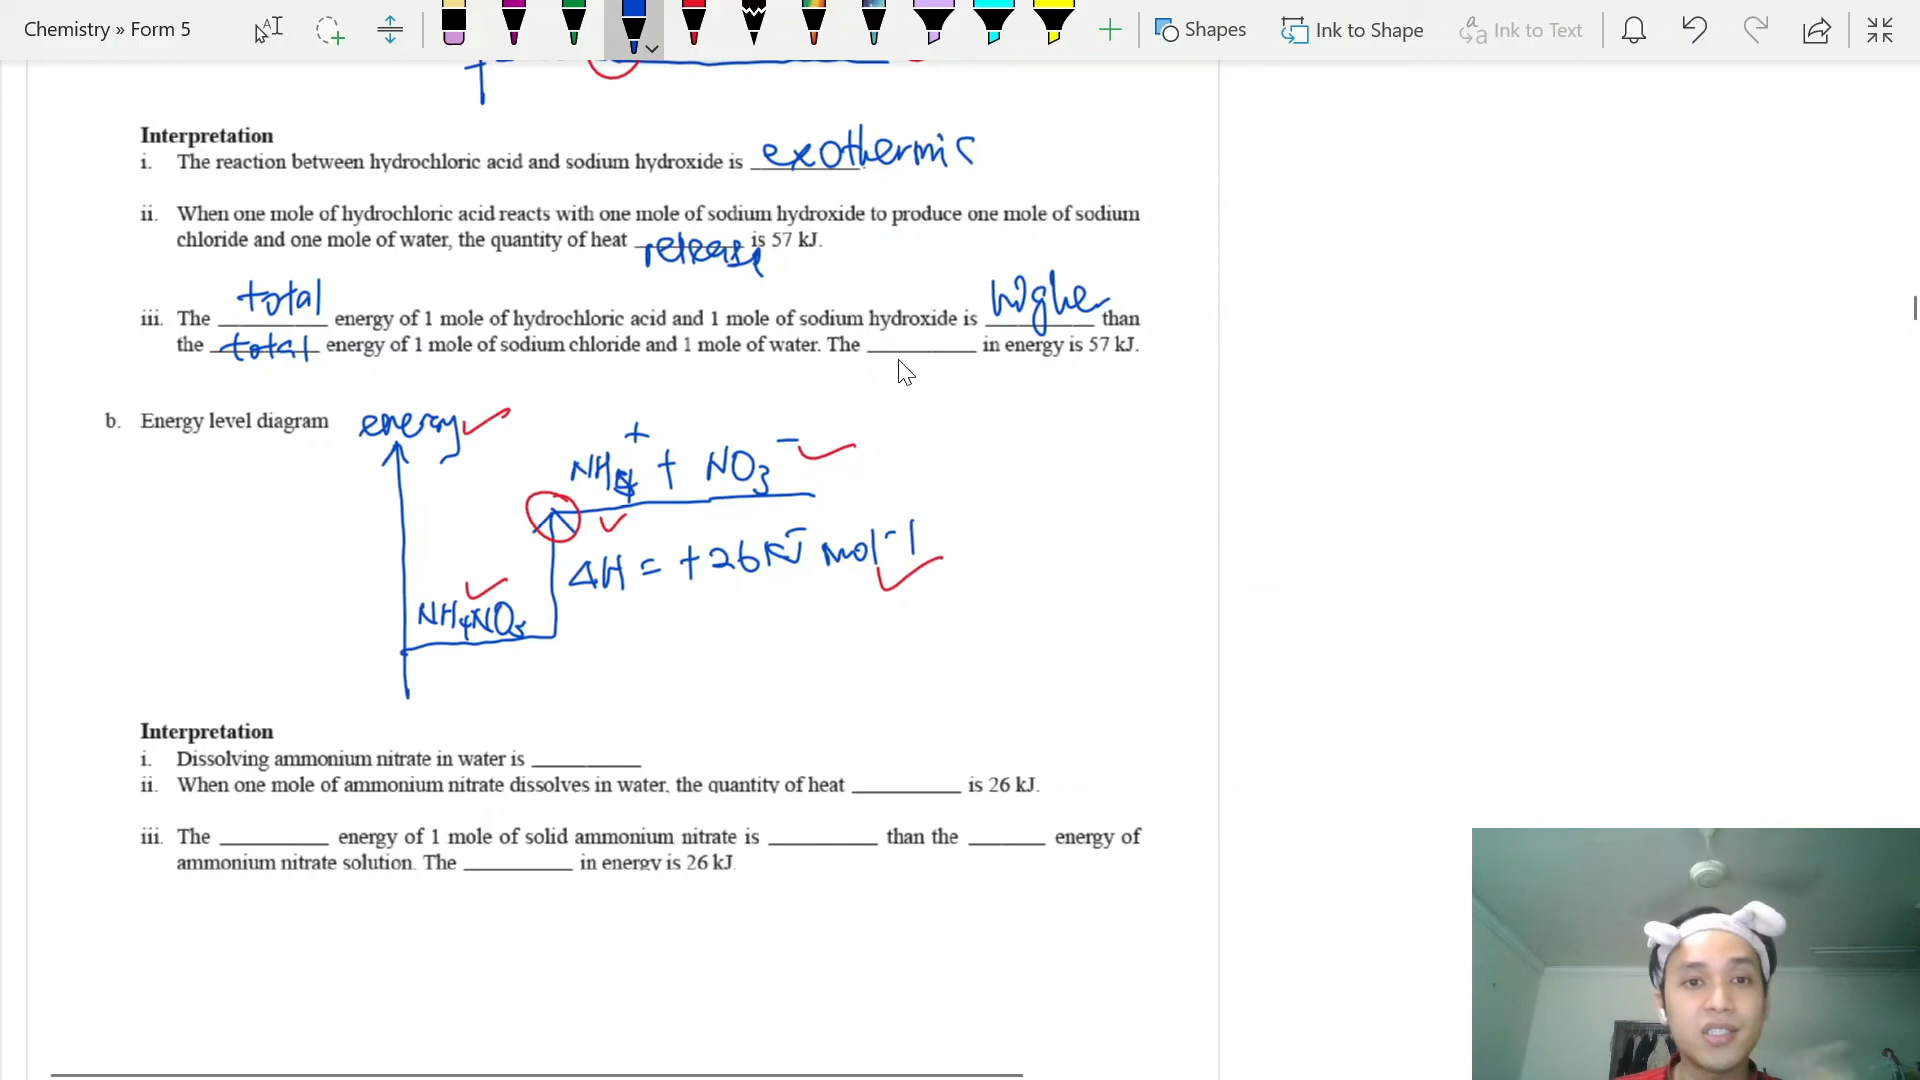 Chemistry » Form 5
Shapes
Ink to Shape
Ink to Text
Interpretation
i. The reaction between hydrochloric acid and sodium hydroxide is exothermic
ii. When one mole of hydrochloric acid reacts with one mole of sodium hydroxide to produce one mole of sodium
chloride and one mole of water, the quantity of heat release is 57 kJ.
iii. The total energy of 1 mole of hydrochloric acid and 1 mole of sodium hydroxide is higher than
the total energy of 1 mole of sodium chloride and 1 mole of water. The __________ in energy is 57 kJ.
b. Energy level diagram
energy
NH4+ + NO3-
ΔH = +26 kJ mol-1
NH4NO3
Interpretation
i. Dissolving ammonium nitrate in water is __________
ii. When one mole of ammonium nitrate dissolves in water, the quantity of heat __________ is 26 kJ.
iii. The __________ energy of 1 mole of solid ammonium nitrate is __________ than the _______ energy of
ammonium nitrate solution. The __________ in energy is 26 kJ.